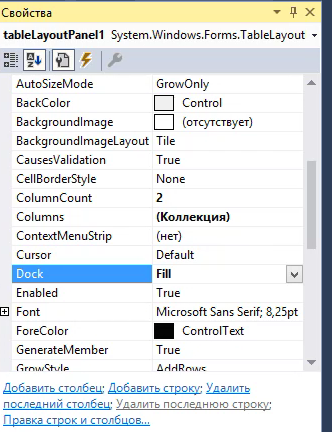 Свойства
tableLayoutPanel1 System.Windows.Forms.TableLayout
AutoSizeMode GrowOnly
BackColor Control
BackgroundImage (отсутствует)
BackgroundImageLayout Tile
CausesValidation True
CellBorderStyle None
ColumnCount 2
Columns (Коллекция)
ContextMenuStrip (нет)
Cursor Default
Dock Fill
Enabled True
Font Microsoft Sans Serif; 8,25pt
ForeColor ControlText
GenerateMember True
GrowStyle AddRows
Добавить столбец; Добавить строку; Удалить
последний столбец; Удалить последнюю строку;
Правка строк и столбцов...